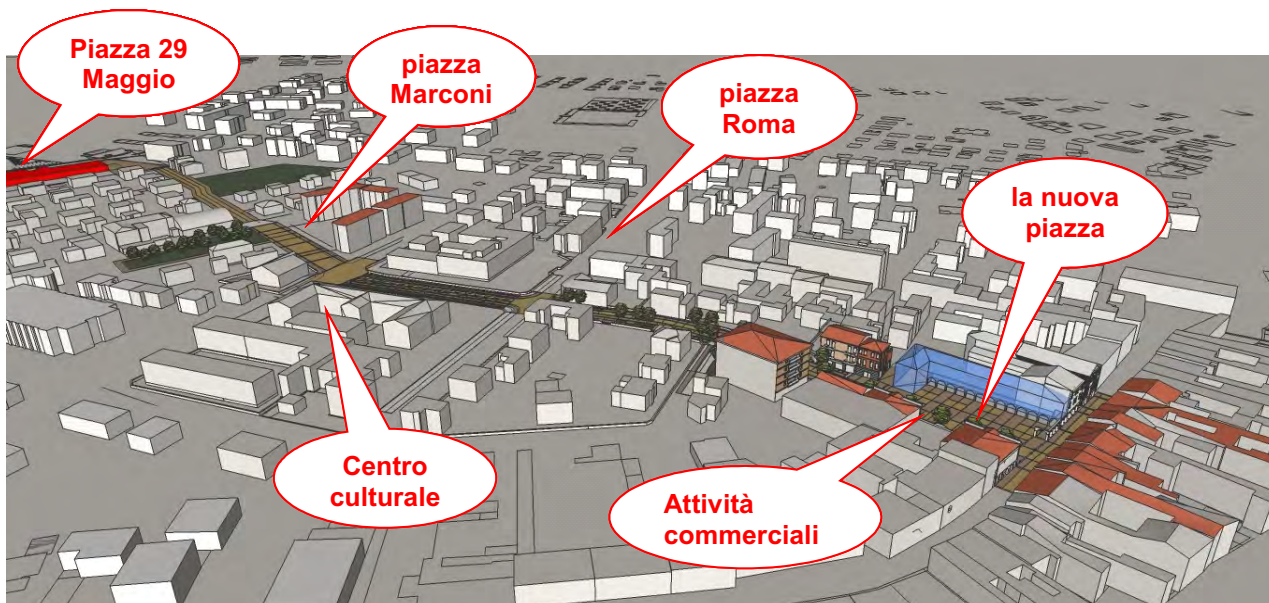 Piazza 29
Maggio
piazza
Marconi
piazza
Roma
la nuova
piazza
Centro
culturale
Attività
commerciali